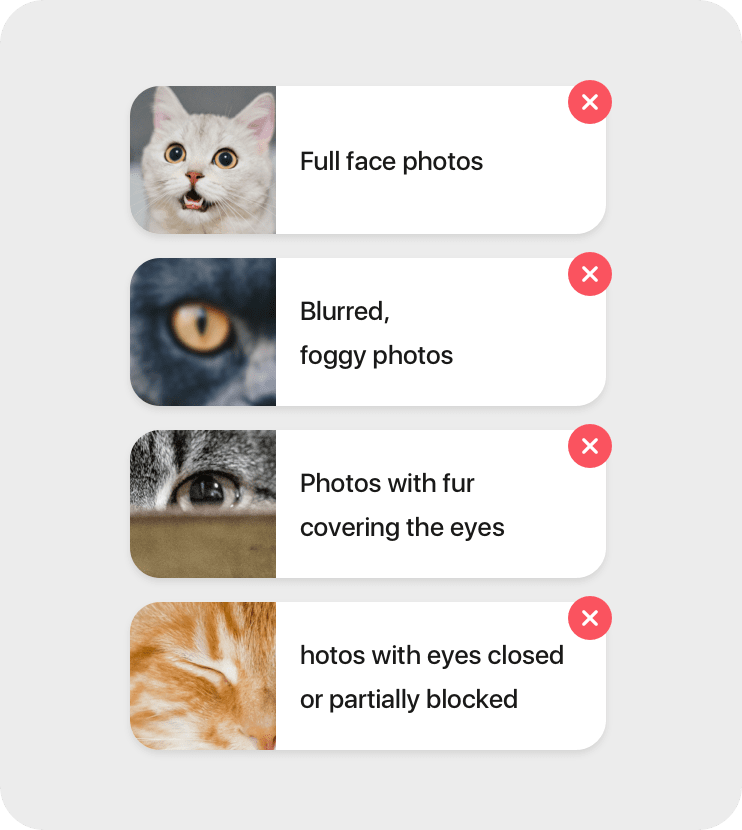 Full face photos
Blurred,
foggy photos
Photos with fur
covering the eyes
hotos with eyes closed
or partially blocked